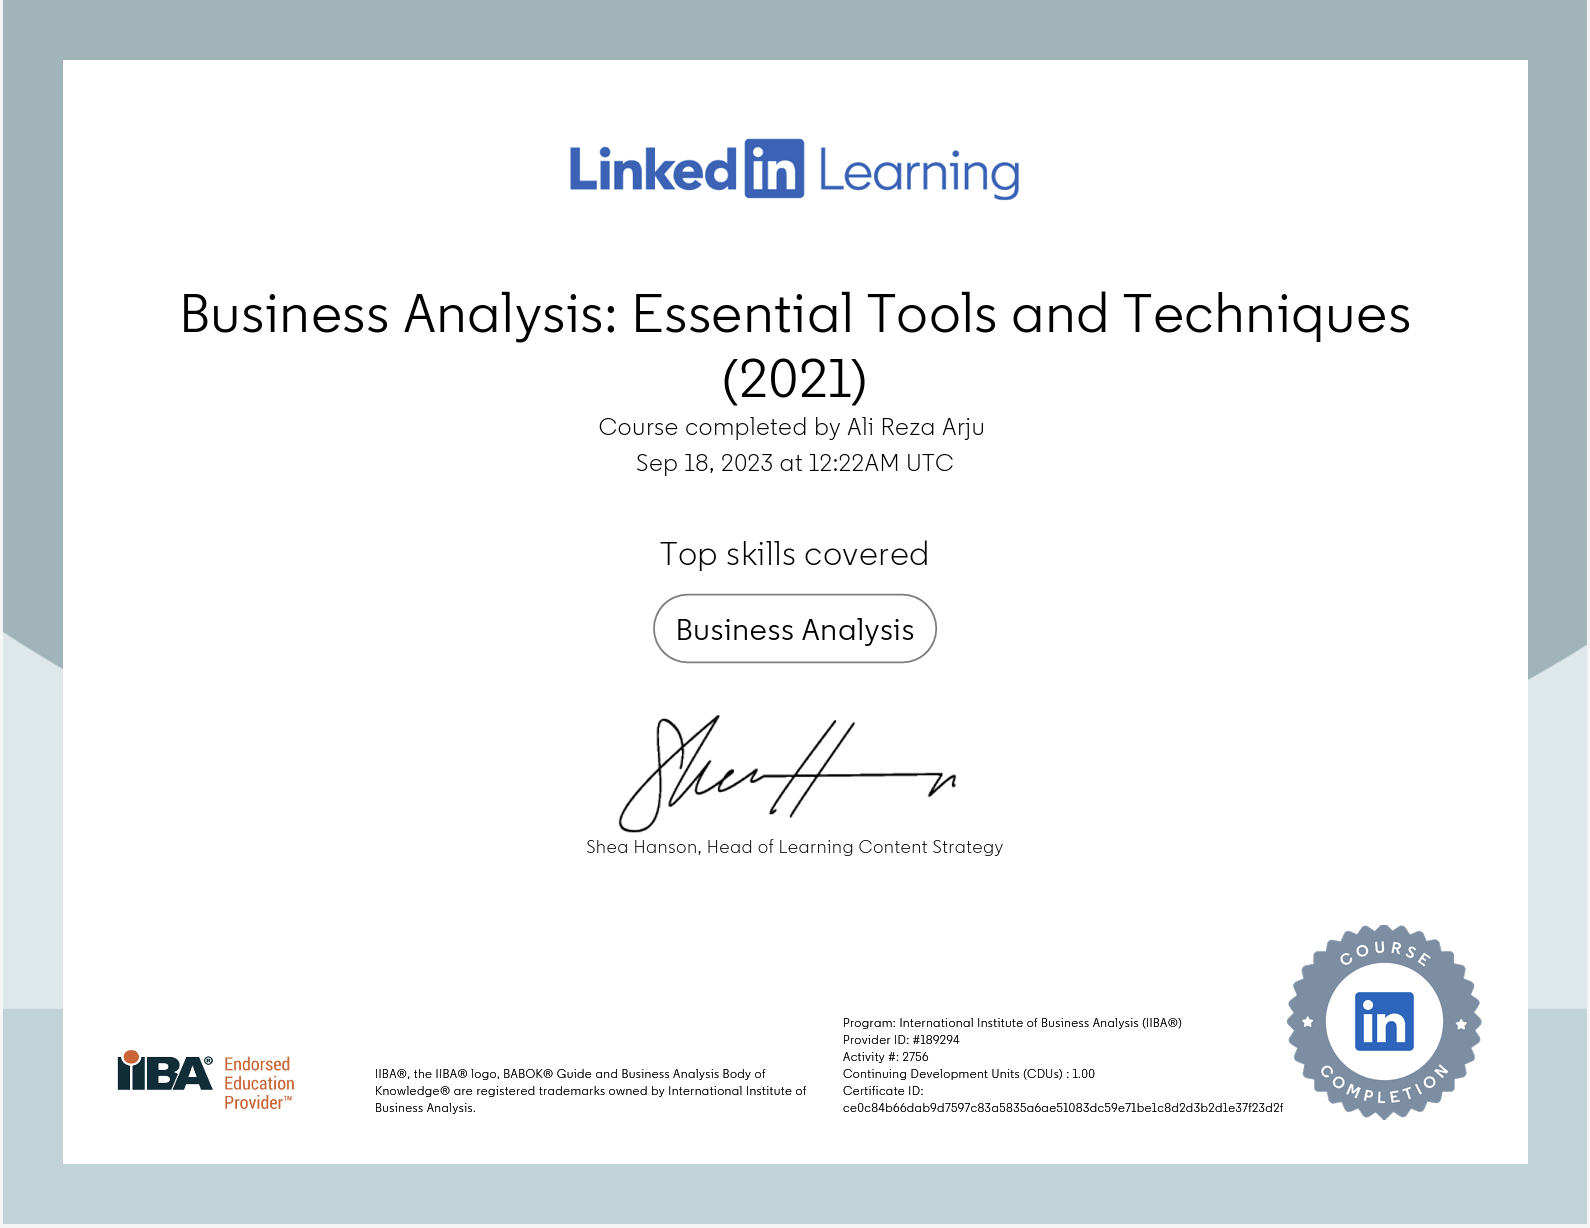 Linked in Learning
Business Analysis: Essential Tools and Techniques
(2021)
Course completed by Ali Reza Arju
Sep 18, 2023 at 12:22AM UTC
Top skills covered
Business Analysis
Shea Hanson, Head of Learning Content Strategy
IIBA® Endorsed
Education
Provider™
IIBA®, the IIBA® logo, BABOK® Guide and Business Analysis Body of
Knowledge® are registered trademarks owned by International Institute of
Business Analysis.
Program: International Institute of Business Analysis (IIBA®)
Provider ID: #189294
Activity #: 2756
Continuing Development Units (CDUs) : 1.00
Certificate ID:
ce0c84b66dab9d7597c83a5835a6ae51083dc59e71be1c8d2d3b2d1e37f23d2f
COURSE
in
COMPLETION